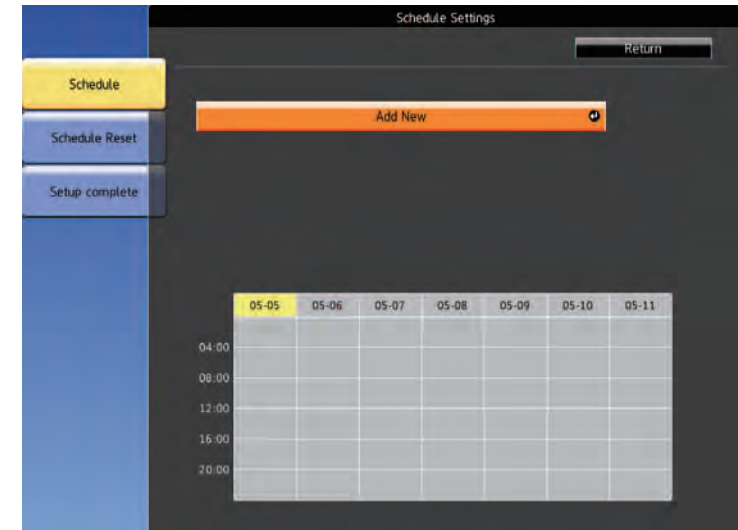 Schedule Settings
Return
Schedule
Add New
Schedule Reset
Setup complete
05-05 05-06 05-07 05-08 05-09 05-10 05-11
04:00
08:00
12:00
16:00
20:00